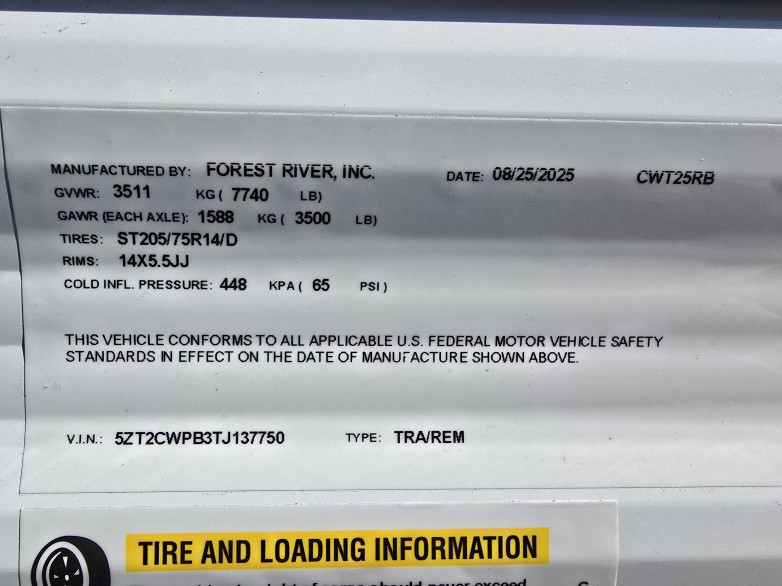 MANUFACTURED BY: FOREST RIVER, INC. DATE: 08/25/2025 CWT25RB
GVWR: 3511 KG ( 7740 LB)
GAWR (EACH AXLE): 1588 KG ( 3500 LB)
TIRES: ST205/75R14/D
RIMS: 14X5.5JJ
COLD INFL. PRESSURE: 448 KPA ( 65 PSI )
THIS VEHICLE CONFORMS TO ALL APPLICABLE U.S. FEDERAL MOTOR VEHICLE SAFETY
STANDARDS IN EFFECT ON THE DATE OF MANUFACTURE SHOWN ABOVE.
V.I.N.: 5ZT2CWPB3TJ137750 TYPE: TRA/REM
TIRE AND LOADING INFORMATION